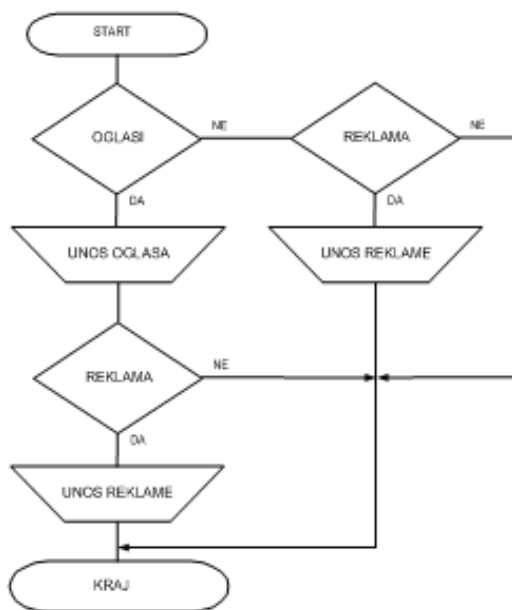 START
OGLASI
NE
REKLAMA
NE
DA
DA
UNOS OGLASA
UNOS REKLAME
REKLAMA
NE
DA
UNOS REKLAME
KRAJ